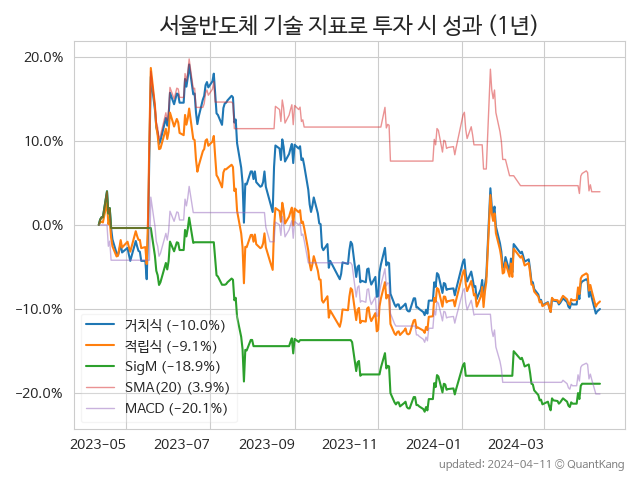 서울반도체 기술 지표로 투자 시 성과 (1년)
20.0%
10.0%
0.0%
−10.0%
−20.0%
거치식 (−10.0%)
적립식 (−9.1%)
SigM (−18.9%)
SMA(20) (3.9%)
MACD (−20.1%)
2023-05
2023-07
2023-09
2023-11
2024-01
2024-03
updated: 2024-04-11 © QuantKang